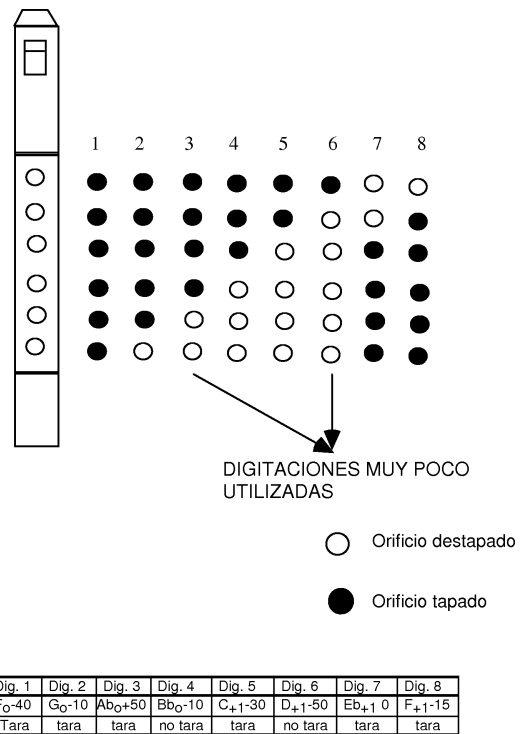 1 2 3 4 5 6 7 8
DIGITACIONES MUY POCO
UTILIZADAS
Orificio destapado
Orificio tapado
Dig. 1 Dig. 2 Dig. 3 Dig. 4 Dig. 5 Dig. 6 Dig. 7 Dig. 8
Fo-40 Go-10 Abo+50 Bbo-10 C+1-30 D+1-50 Eb+1 0 F+1-15
Tara tara tara no tara tara no tara tara tara